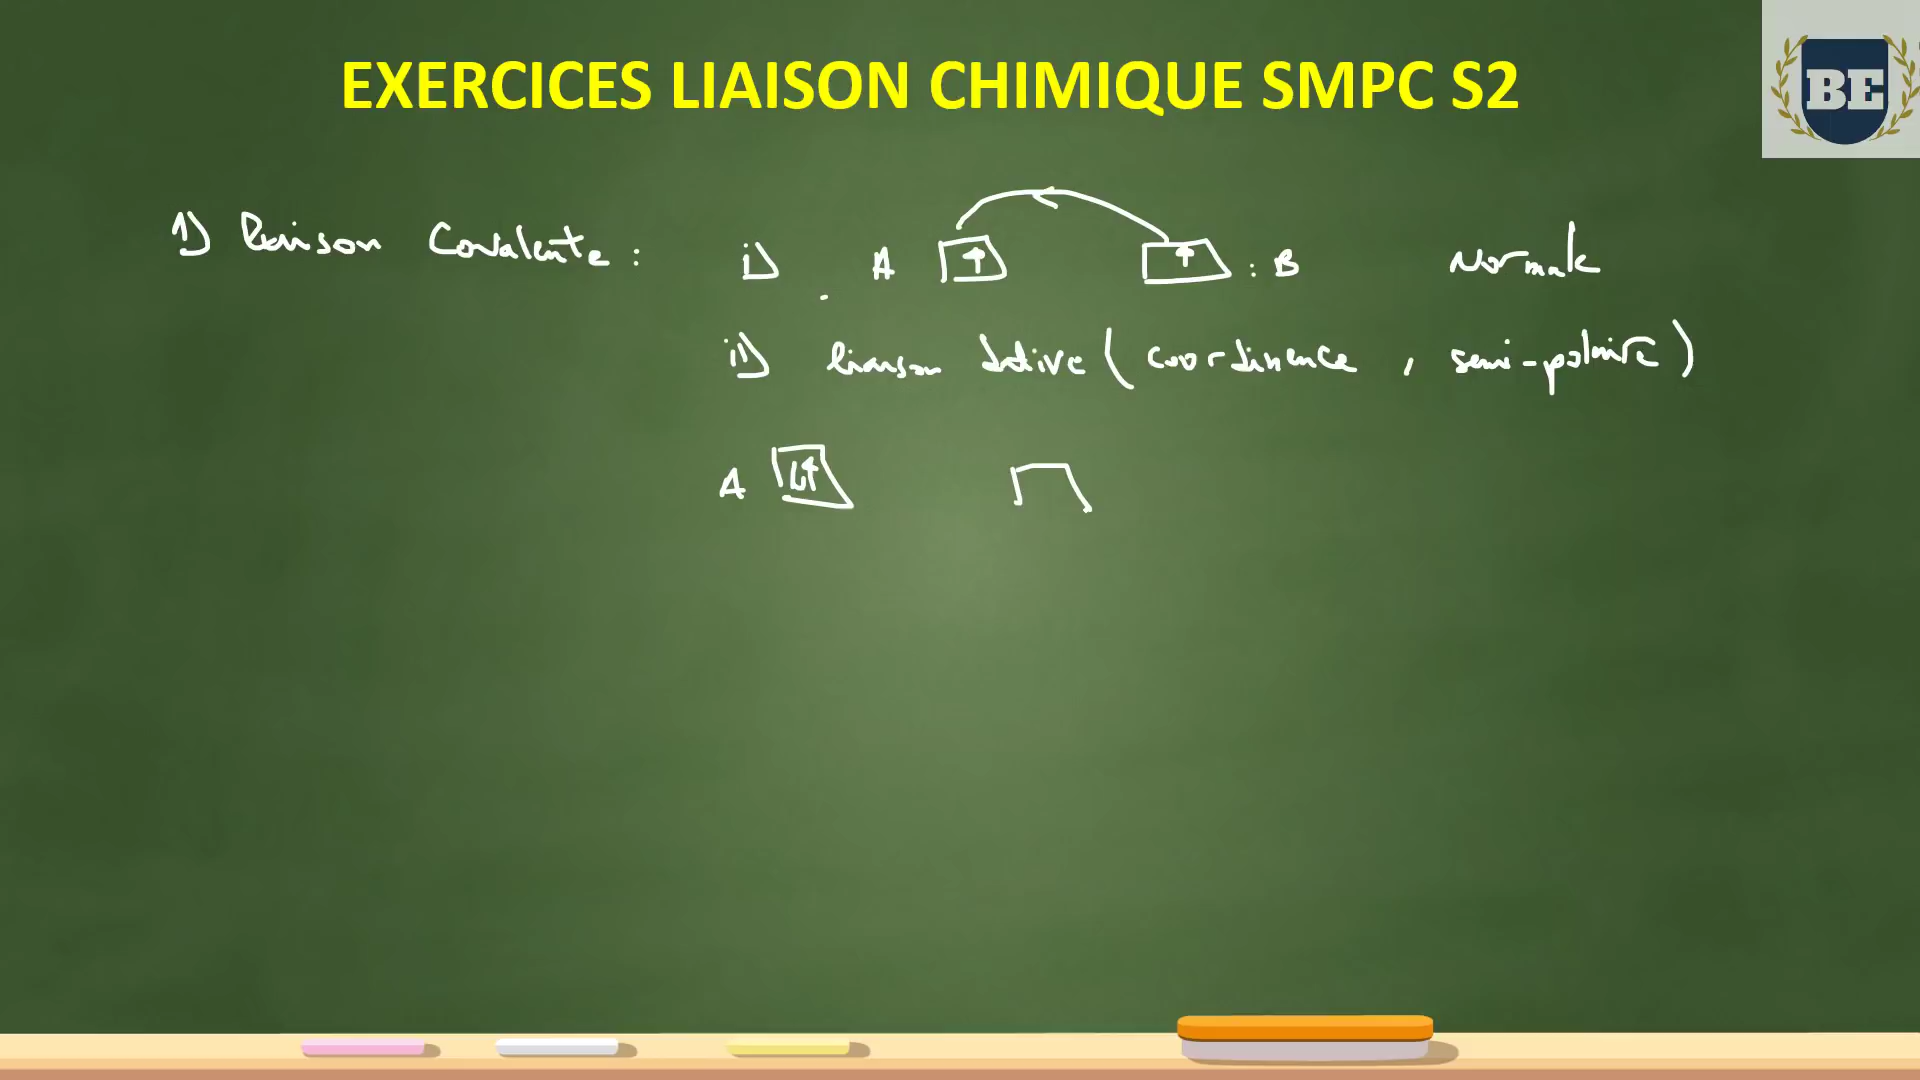 EXERCICES LIAISON CHIMIQUE SMPC S2
BE
1) liaison Covalente : i) A ↑ ↑ : B Normale
ii) liaison dative ( coordinence , semi-polaire )
A ↓↑